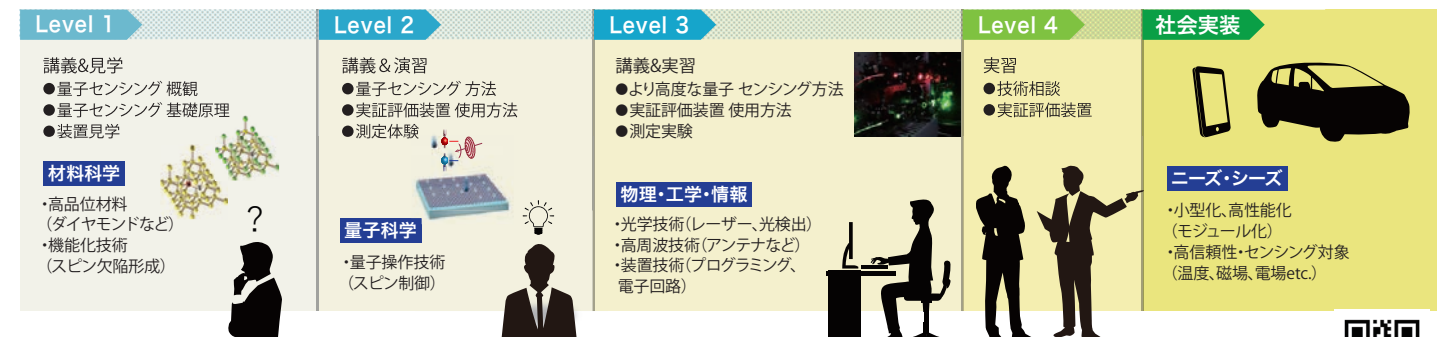 Level 1
講義&見学
●量子センシング 概観
●量子センシング 基礎原理
●装置見学
材料科学
・高品位材料
(ダイヤモンドなど)
・機能化技術
(スピン欠陥形成)
?
Level 2
講義&演習
●量子センシング 方法
●実証評価装置 使用方法
●測定体験
量子科学
・量子操作技術
(スピン制御)
Level 3
講義&実習
●より高度な量子 センシング方法
●実証評価装置 使用方法
●測定実験
物理・工学・情報
・光学技術(レーザー、光検出)
・高周波技術(アンテナなど)
・装置技術(プログラミング、
電子回路)
Level 4
実習
●技術相談
●実証評価装置
社会実装
ニーズ・シーズ
・小型化、高性能化
(モジュール化)
・高信頼性・センシング対象
(温度、磁場、電場etc.)